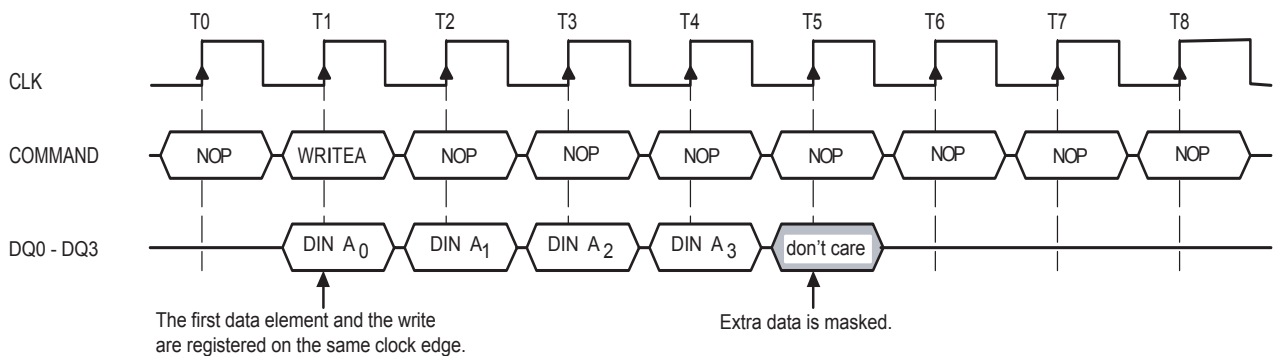 T0 T1 T2 T3 T4 T5 T6 T7 T8
CLK
COMMAND NOP WRITEA NOP NOP NOP NOP NOP NOP NOP
DQ0 - DQ3 DIN A0 DIN A1 DIN A2 DIN A3 don't care
The first data element and the write
are registered on the same clock edge.
Extra data is masked.